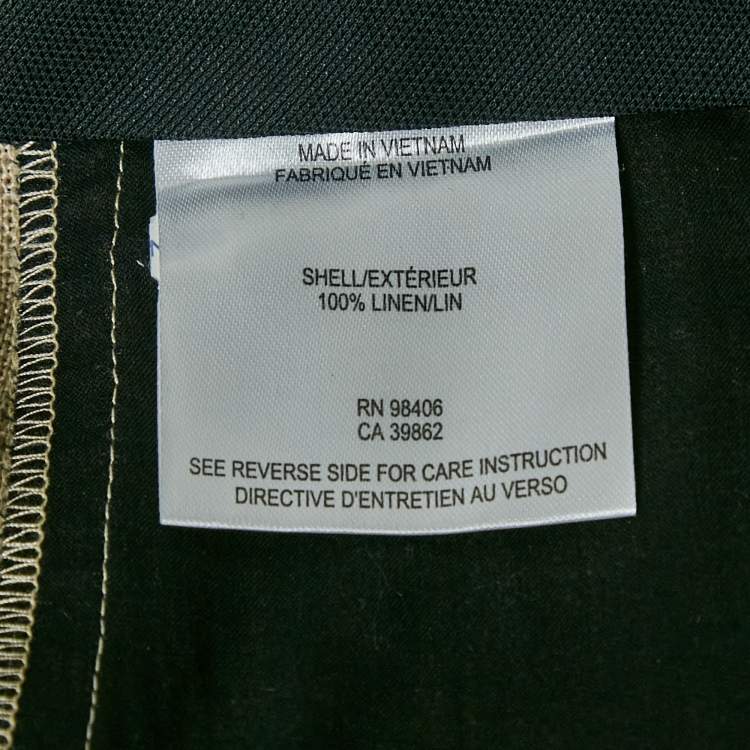 MADE IN VIETNAM
FABRIQUÉ EN VIETNAM
SHELL/EXTÉRIEUR
100% LINEN/LIN
RN 98406
CA 39862
SEE REVERSE SIDE FOR CARE INSTRUCTION
DIRECTIVE D'ENTRETIEN AU VERSO